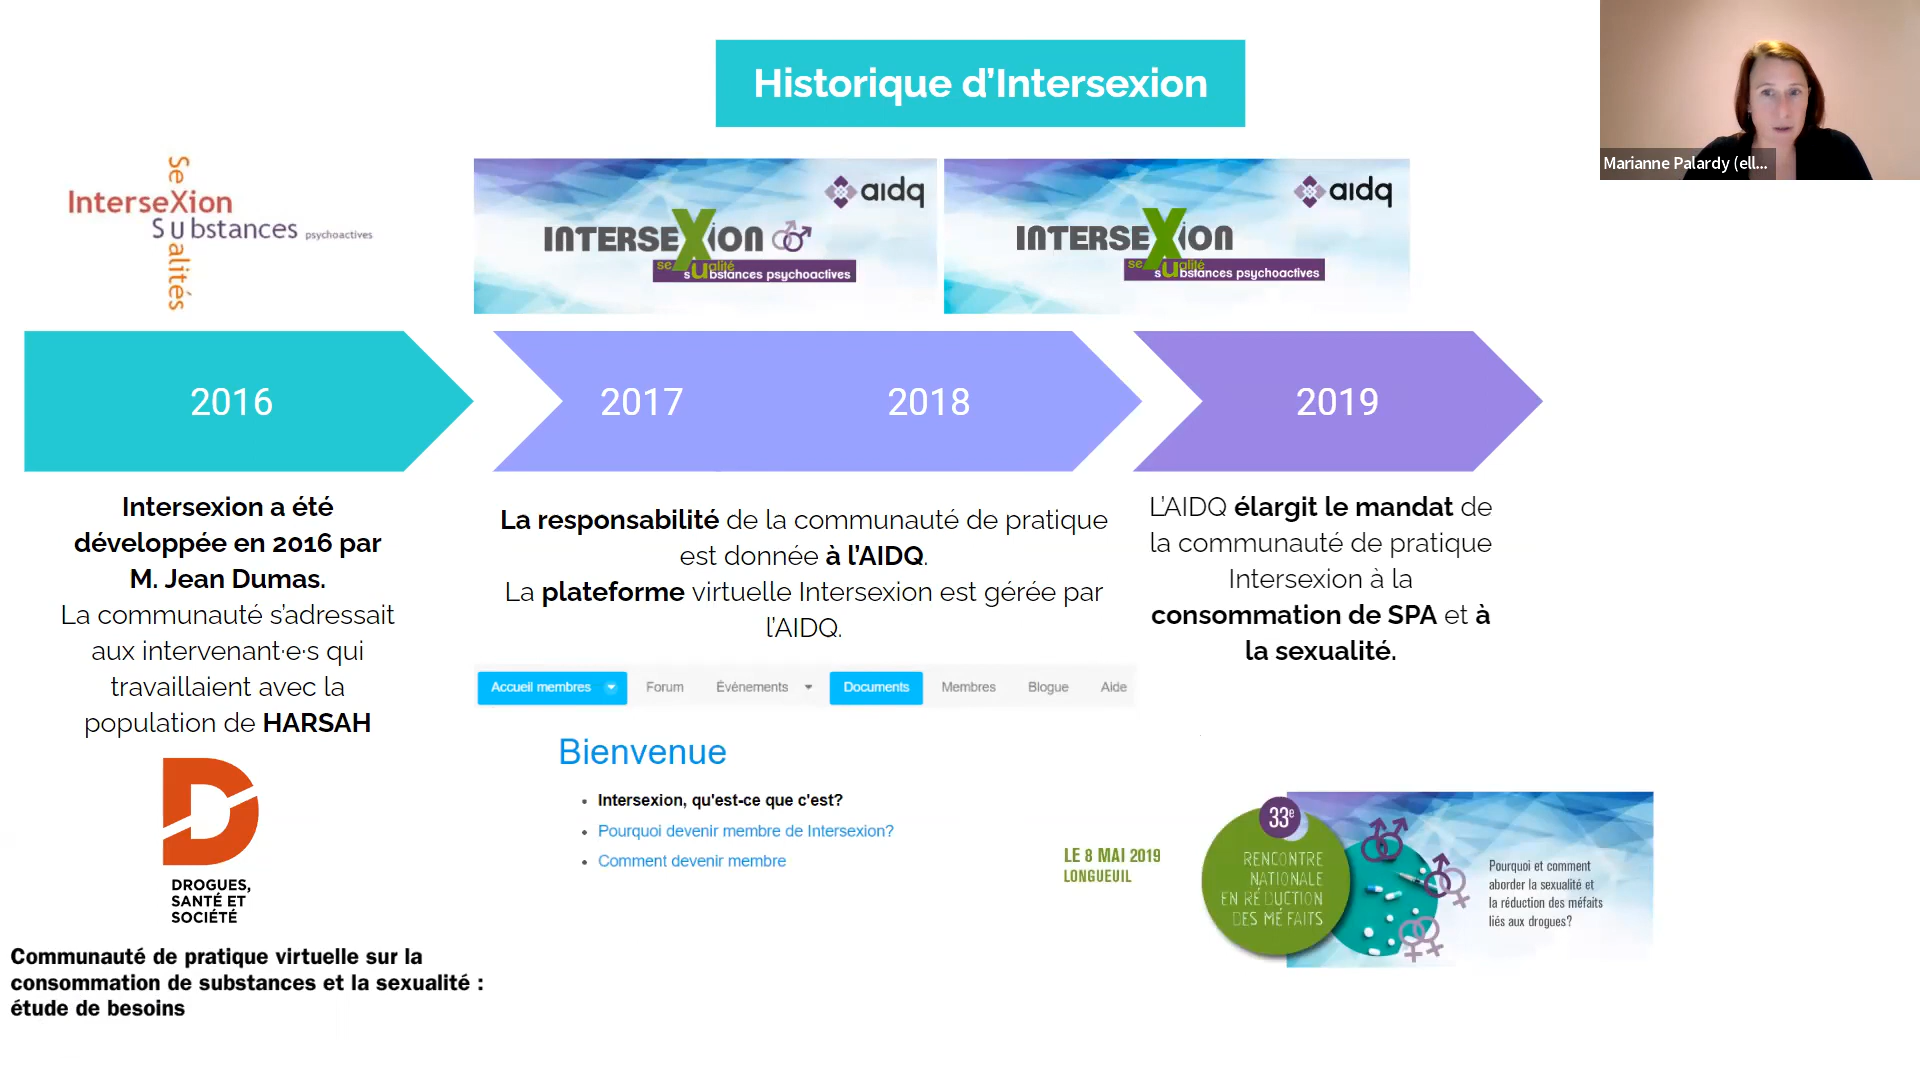 Historique d'Intersexion
Marianne Palardy (ell...
Sexualités
InterseXion
Substances psychoactives
aidq
INTERSEXION
sexualité
substances psychoactives
aidq
INTERSEXION
sexualité
substances psychoactives
2016
2017
2018
2019
Intersexion a été
développée en 2016 par
M. Jean Dumas.
La communauté s'adressait
aux intervenant·e·s qui
travaillaient avec la
population de HARSAH
DROGUES,
SANTÉ ET
SOCIÉTÉ
Communauté de pratique virtuelle sur la
consommation de substances et la sexualité :
étude de besoins
La responsabilité de la communauté de pratique
est donnée à l'AIDQ.
La plateforme virtuelle Intersexion est gérée par
l'AIDQ.
Accueil membres Forum Événements Documents Membres Blogue Aide
Bienvenue
Intersexion, qu'est-ce que c'est?
Pourquoi devenir membre de Intersexion?
Comment devenir membre
L'AIDQ élargit le mandat de
la communauté de pratique
Intersexion à la
consommation de SPA et à
la sexualité.
LE 8 MAI 2019
LONGUEUIL
33e
RENCONTRE
NATIONALE
EN RÉDUCTION
DES MÉFAITS
Pourquoi et comment
aborder la sexualité et
la réduction des méfaits
liés aux drogues?